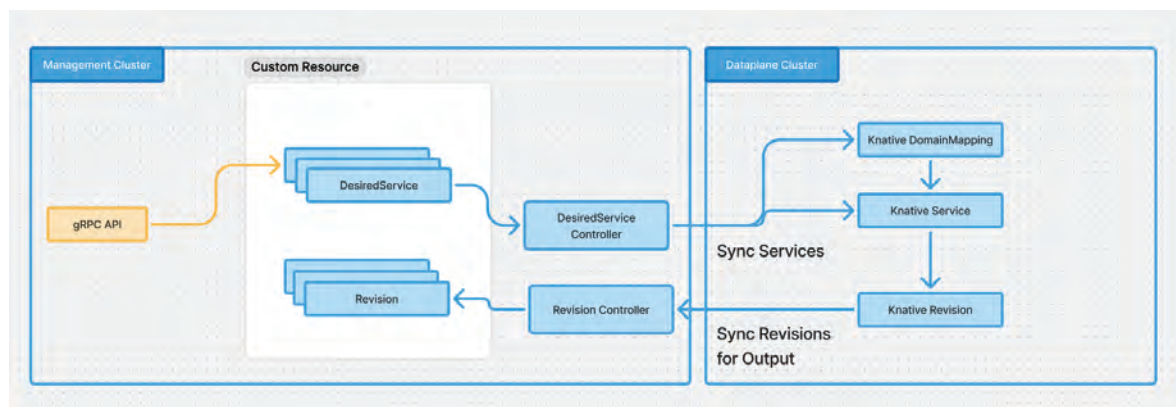 Management Cluster
Custom Resource
Dataplane Cluster
Knative DomainMapping
DesiredService
Knative Service
gRPC API
DesiredService
Controller
Sync Services
Revision
Revision Controller
Knative Revision
Sync Revisions
for Output